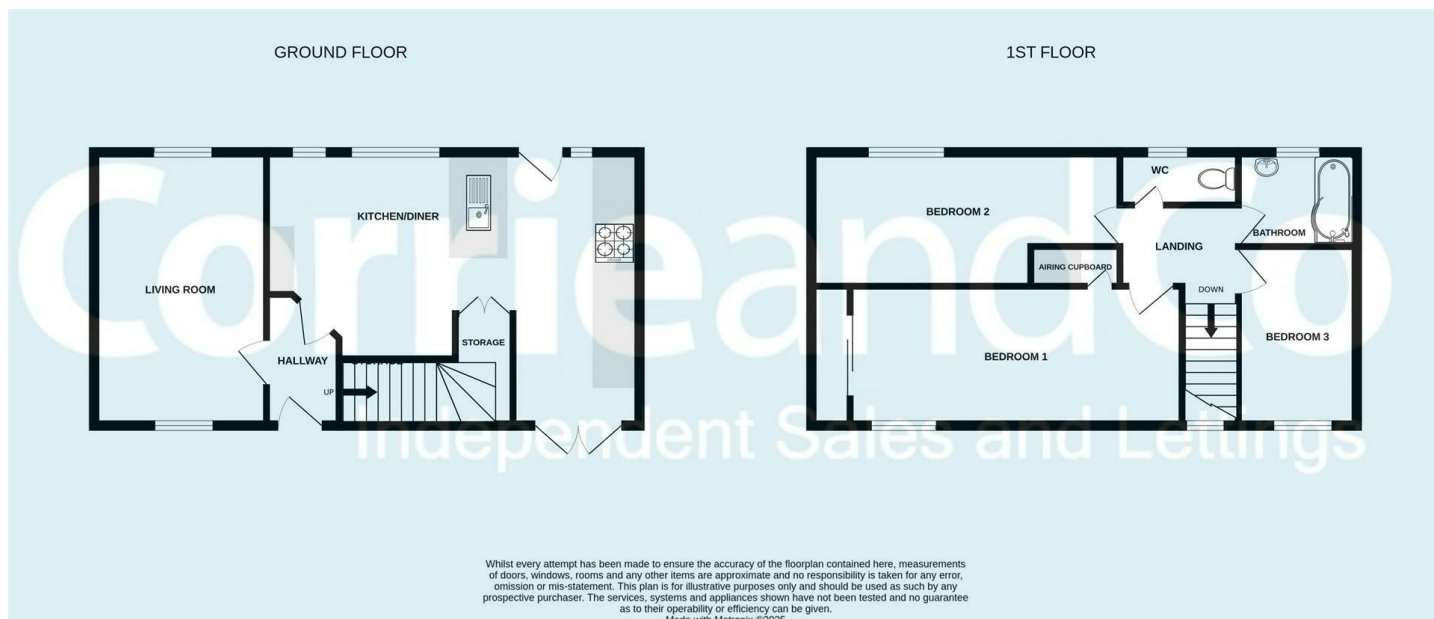 GROUND FLOOR
1ST FLOOR
CorrieandCo
Independent Sales and Lettings
KITCHEN/DINER
LIVING ROOM
STORAGE
HALLWAY
UP
WC
BEDROOM 2
BATHROOM
LANDING
AIRING CUPBOARD
DOWN
BEDROOM 3
BEDROOM 1
Whilst every attempt has been made to ensure the accuracy of the floorplan contained here, measurements
of doors, windows, rooms and any other items are approximate and no responsibility is taken for any error,
omission or mis-statement. This plan is for illustrative purposes only and should be used as such by any
prospective purchaser. The services, systems and appliances shown have not been tested and no guarantee
as to their operability or efficiency can be given.
Made with Metropix ©2025